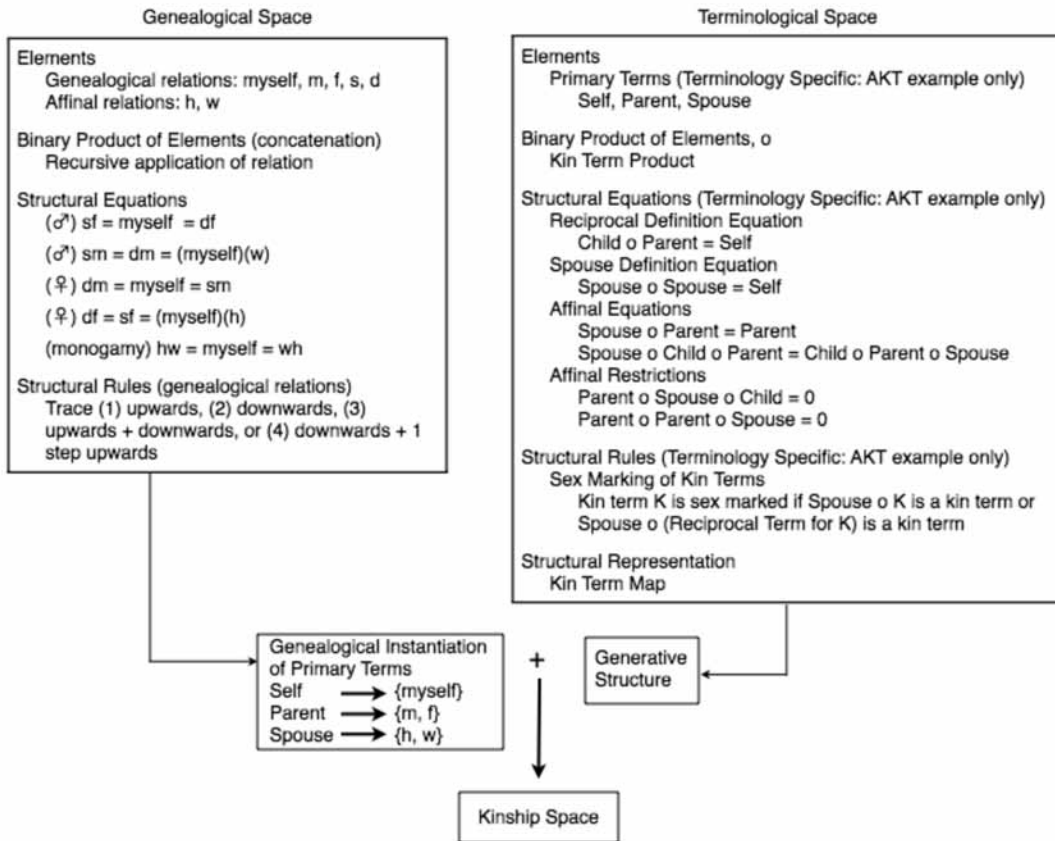 Genealogical Space
Elements
Genealogical relations: myself, m, f, s, d
Affinal relations: h, w
Binary Product of Elements (concatenation)
Recursive application of relation
Structural Equations
(♂) sf = myself = df
(♂) sm = dm = (myself)(w)
(♀) dm = myself = sm
(♀) df = sf = (myself)(h)
(monogamy) hw = myself = wh
Structural Rules (genealogical relations)
Trace (1) upwards, (2) downwards, (3)
upwards + downwards, or (4) downwards + 1
step upwards
Terminological Space
Elements
Primary Terms (Terminology Specific: AKT example only)
Self, Parent, Spouse
Binary Product of Elements, o
Kin Term Product
Structural Equations (Terminology Specific: AKT example only)
Reciprocal Definition Equation
Child o Parent = Self
Spouse Definition Equation
Spouse o Spouse = Self
Affinal Equations
Spouse o Parent = Parent
Spouse o Child o Parent = Child o Parent o Spouse
Affinal Restrictions
Parent o Spouse o Child = 0
Parent o Parent o Spouse = 0
Structural Rules (Terminology Specific: AKT example only)
Sex Marking of Kin Terms
Kin term K is sex marked if Spouse o K is a kin term or
Spouse o (Reciprocal Term for K) is a kin term
Structural Representation
Kin Term Map
Genealogical Instantiation
of Primary Terms
Self → {myself}
Parent → {m, f}
Spouse → {h, w}
+
Generative
Structure
Kinship Space